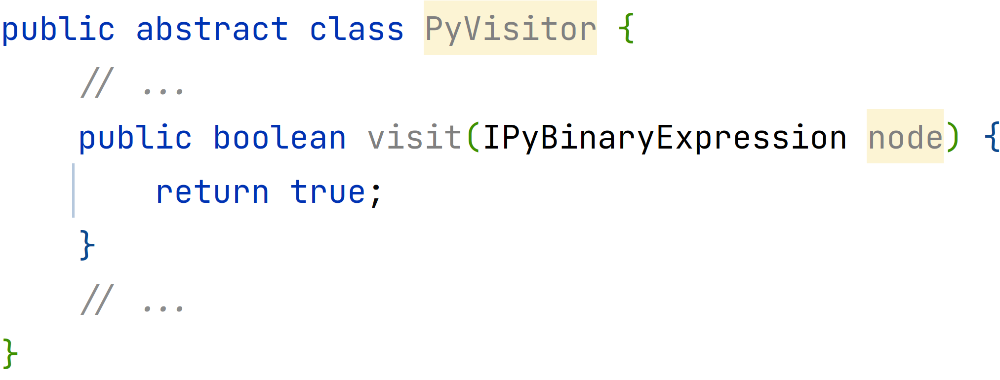 public abstract class PyVisitor {
    // ...
    public boolean visit(IPyBinaryExpression node) {
        return true;
    }
    // ...
}